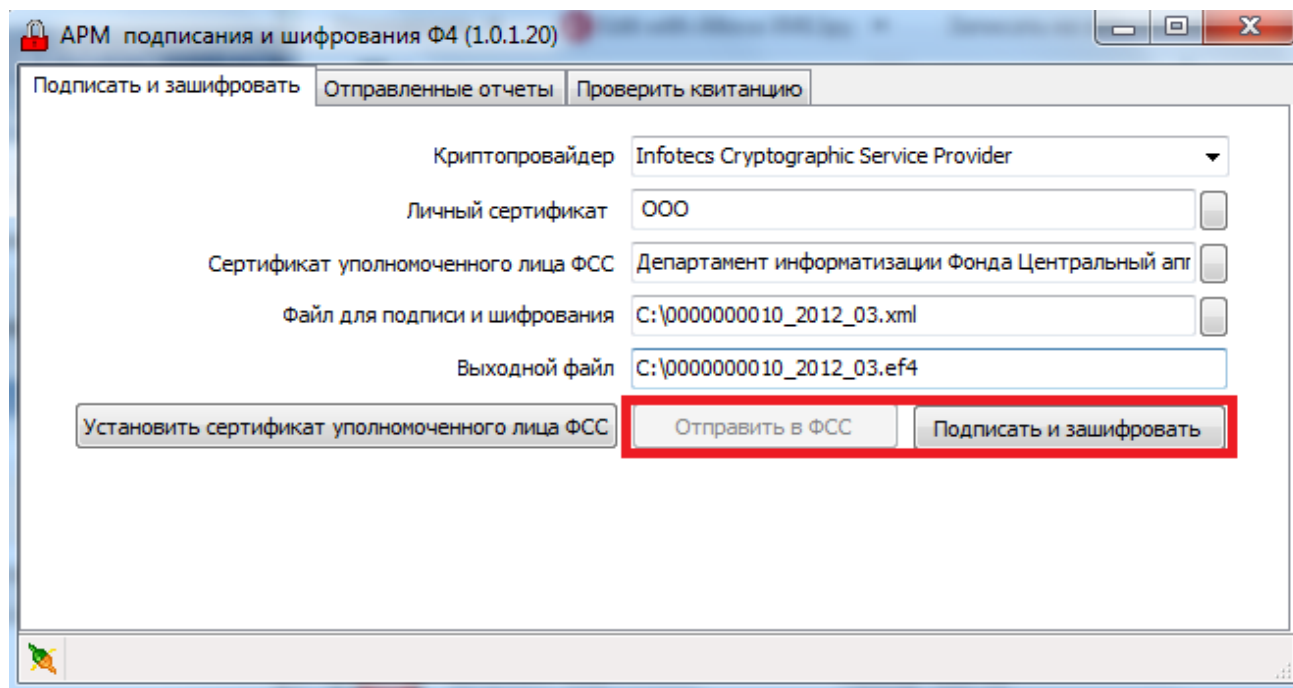 АРМ подписания и шифрования Ф4 (1.0.1.20)
Подписать и зашифровать Отправленные отчеты Проверить квитанцию
Криптопровайдер Infotecs Cryptographic Service Provider
Личный сертификат ООО
Сертификат уполномоченного лица ФСС Департамент информатизации Фонда Центральный апп
Файл для подписи и шифрования C:\0000000010_2012_03.xml
Выходной файл C:\0000000010_2012_03.ef4
Установить сертификат уполномоченного лица ФСС Отправить в ФСС Подписать и зашифровать